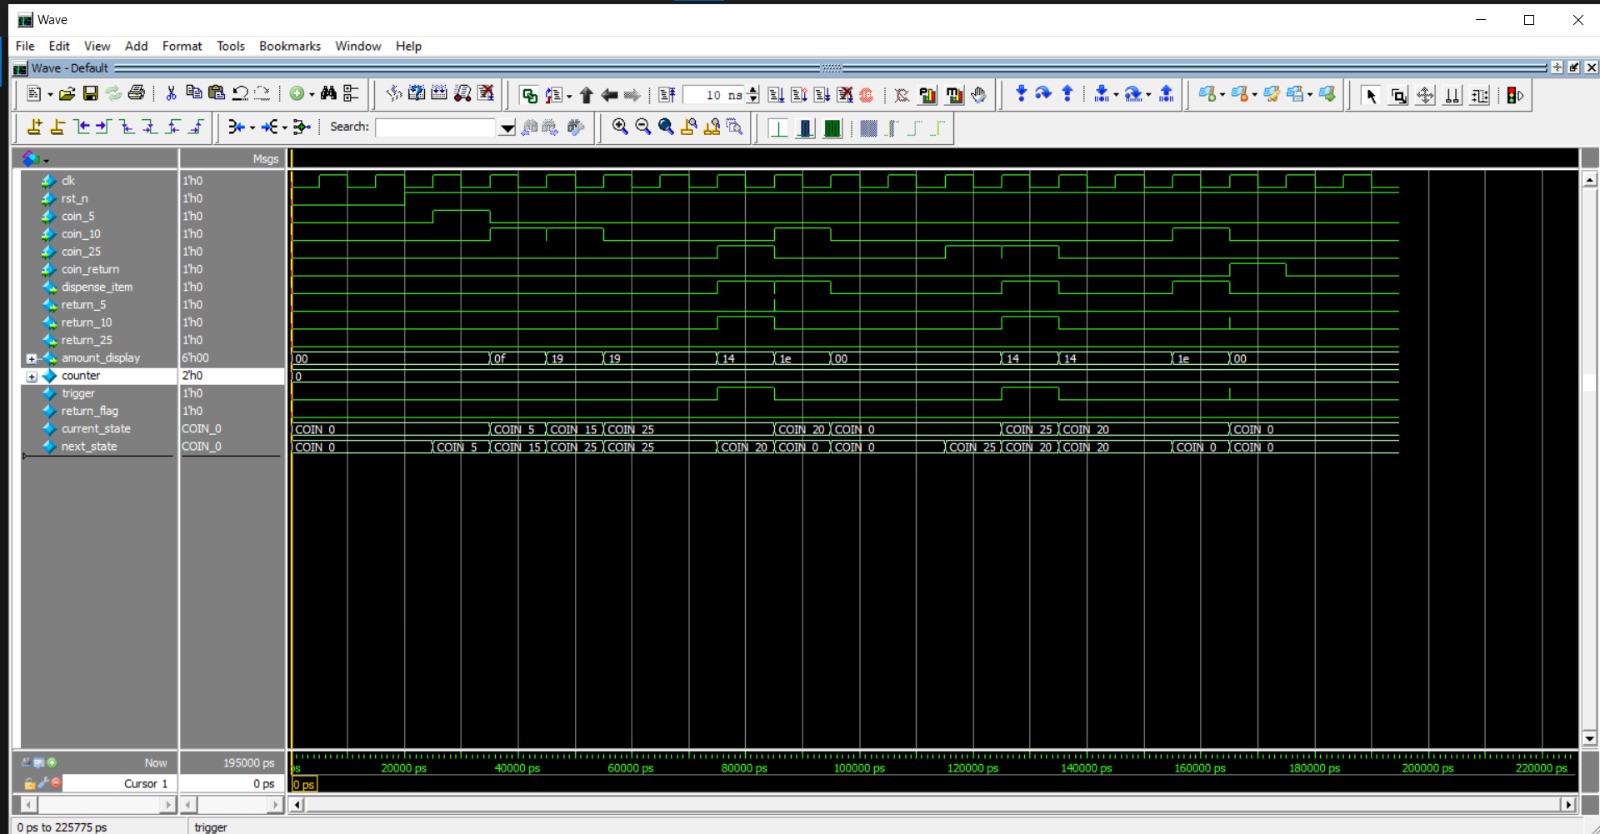 Wave
File Edit View Add Format Tools Bookmarks Window Help
Wave - Default
10 ns
Search:
Msgs
clk 1'h0
rst_n 1'h0
coin_5 1'h0
coin_10 1'h0
coin_25 1'h0
coin_return 1'h0
dispense_item 1'h0
return_5 1'h0
return_10 1'h0
return_25 1'h0
amount_display 6'h00 00 0f 19 19 14 1e 00 14 14 1e 00
counter 2'h0 0
trigger 1'h0
return_flag 1'h0
current_state COIN_0 COIN_0 COIN_5 COIN_15 COIN_25 COIN_20 COIN_0 COIN_25 COIN_20 COIN_0
next_state COIN_0 COIN_0 COIN_5 COIN_15 COIN_25 COIN_25 COIN_20 COIN_0 COIN_0 COIN_25 COIN_20 COIN_20 COIN_0 COIN_0
Now 195000 ps ps 20000 ps 40000 ps 60000 ps 80000 ps 100000 ps 120000 ps 140000 ps 160000 ps 180000 ps 200000 ps 220000 ps
Cursor 1 0 ps 0 ps
0 ps to 225775 ps trigger